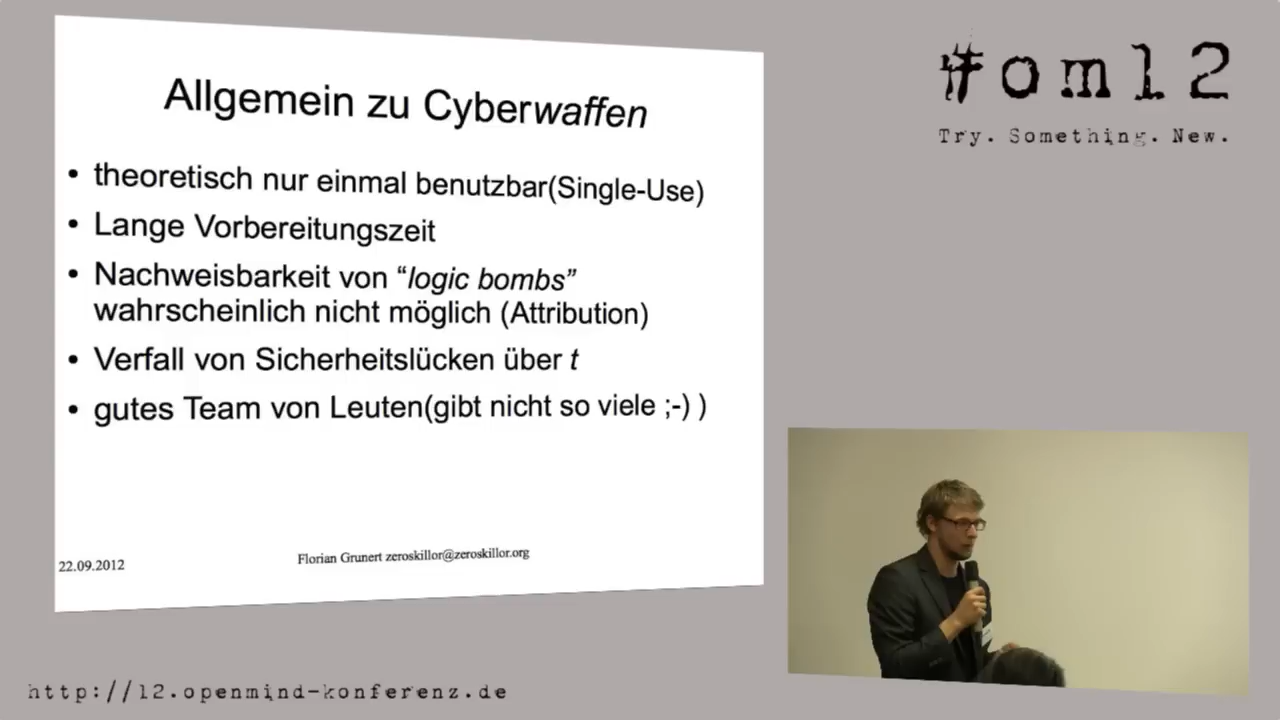 Allgemein zu Cyberwaffen
• theoretisch nur einmal benutzbar(Single-Use)
• Lange Vorbereitungszeit
• Nachweisbarkeit von “logic bombs”
wahrscheinlich nicht möglich (Attribution)
• Verfall von Sicherheitslücken über t
• gutes Team von Leuten(gibt nicht so viele ;-) )
22.09.2012
Florian Grunert zeroskillor@zeroskillor.org
#om12
Try. Something. New.
http://12.openmind-konferenz.de